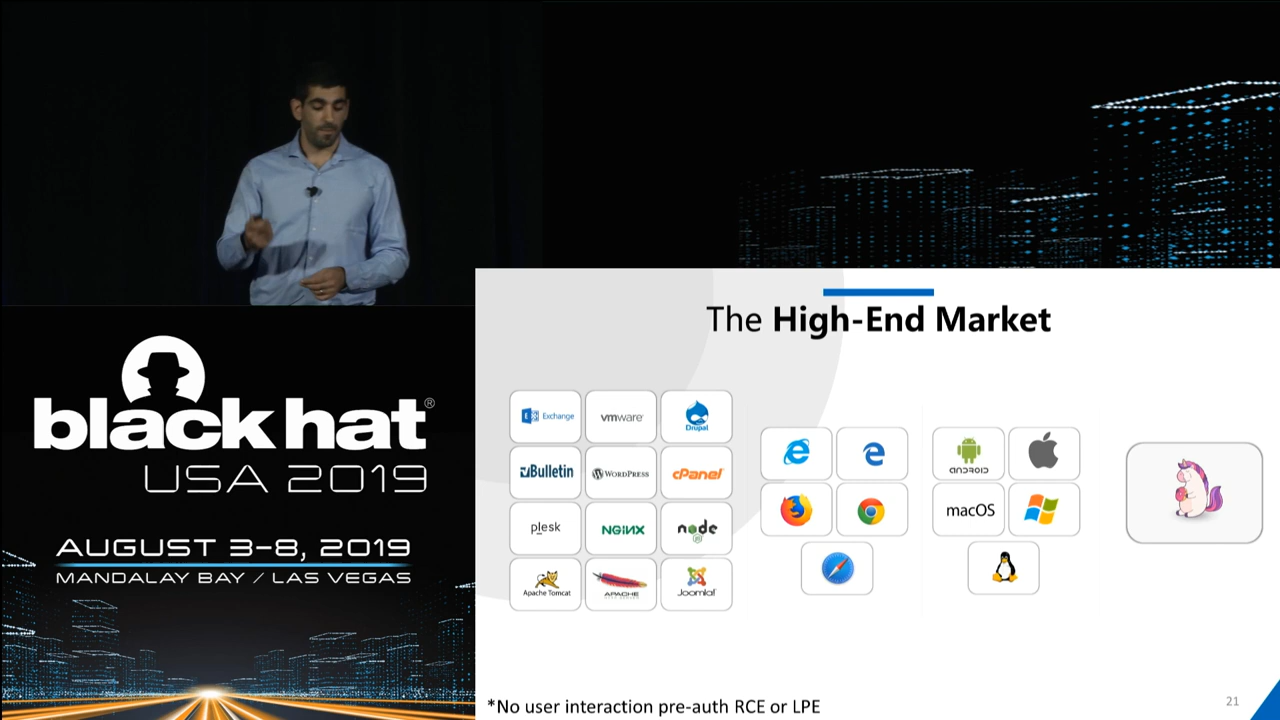 black hat®
USA 2019
AUGUST 3-8, 2019
MANDALAY BAY / LAS VEGAS
The High-End Market
Exchange
vmware
Drupal
vBulletin
WORDPRESS
cPanel
plesk
NGINX
node
JS
Apache Tomcat
APACHE
Joomla!
ANDROID
macOS
*No user interaction pre-auth RCE or LPE
21